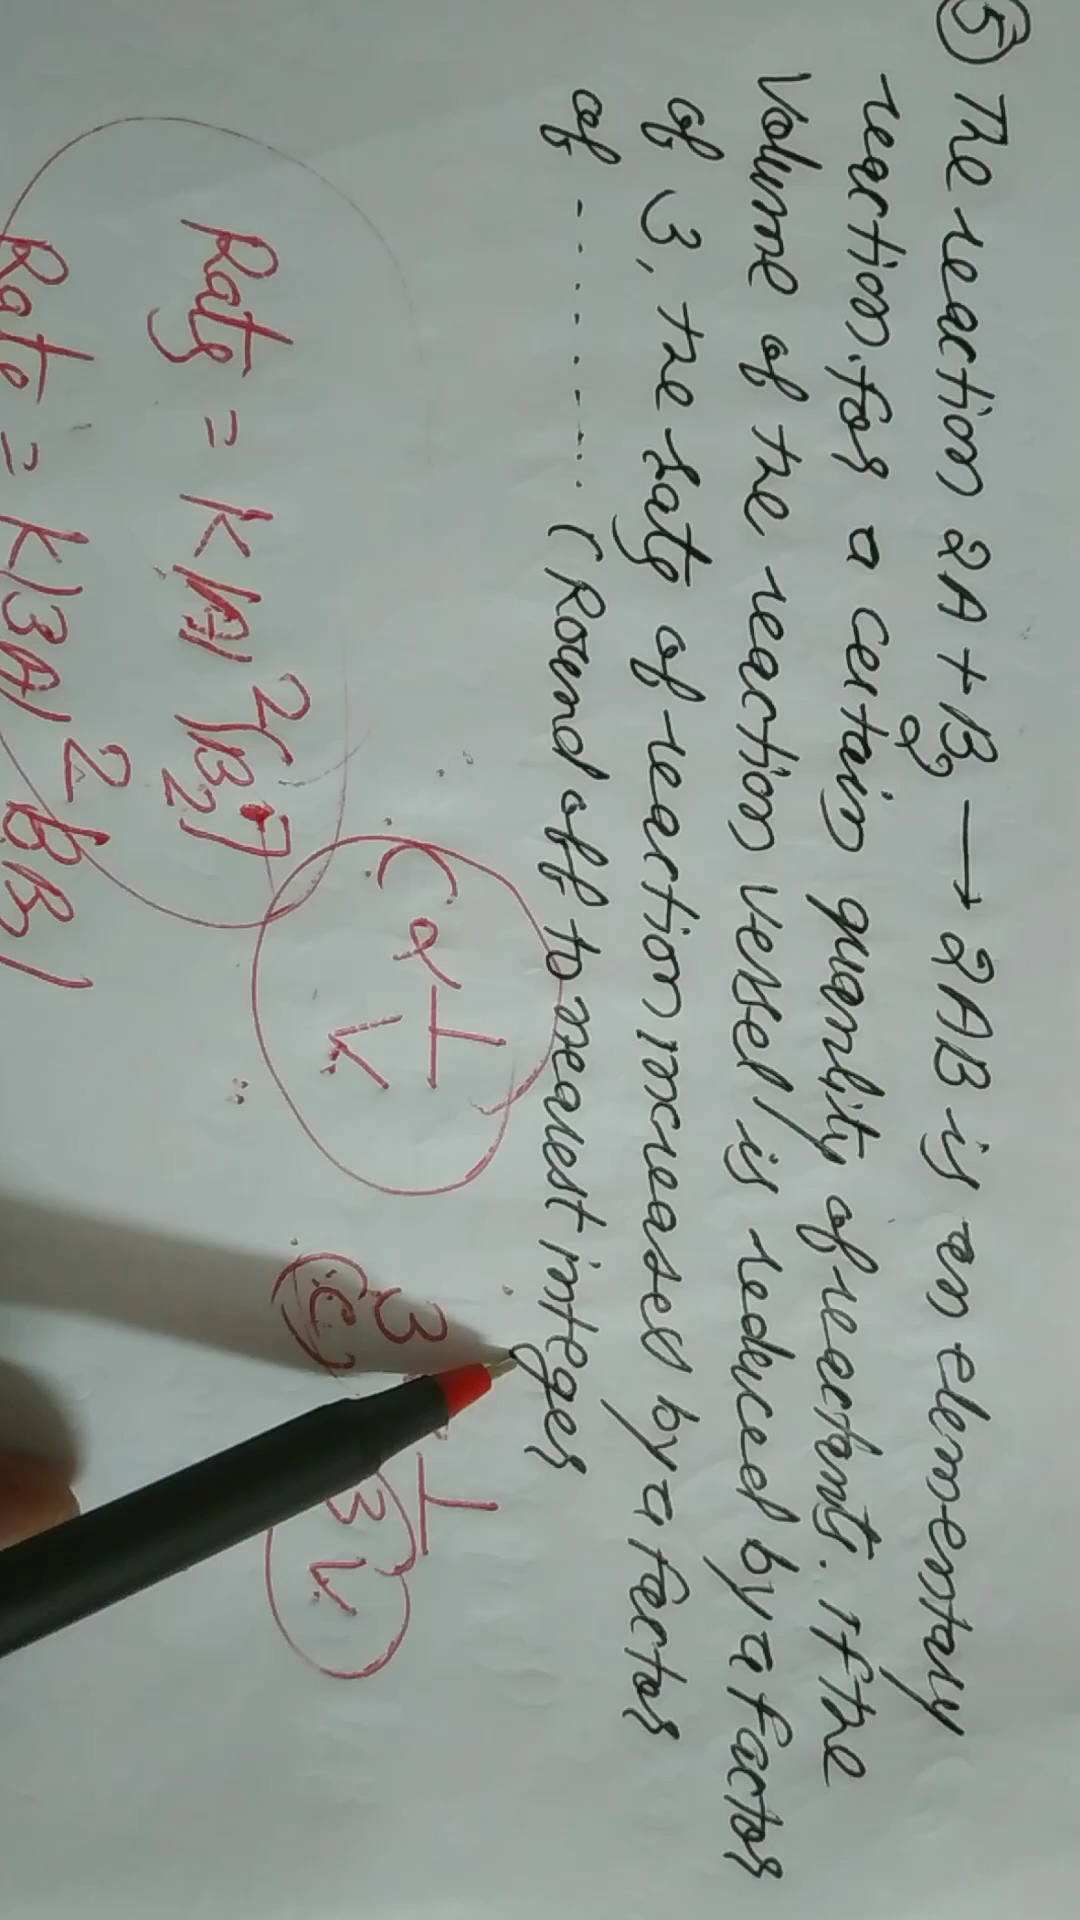 ⑤ The reaction 2A + B₂ → 2AB is an elementary
reaction. for a certain quantity of reactants. If the
Volume of the reaction vessel is reduced by a factor
of 3, the rate of reaction increases by a factor
of ........ (Round off to nearest integer
(α 1/V)
3 1/3V
(C)
Rate = K[A]²[B₂]
Rate = K[3A]²[3B]